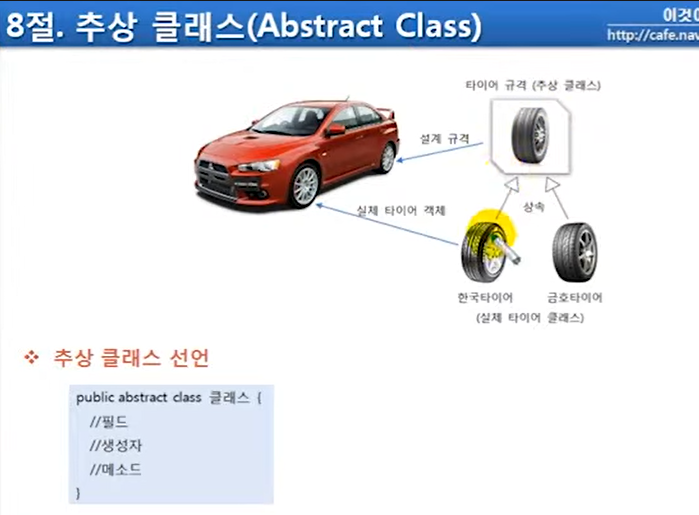 8절. 추상 클래스(Abstract Class)
이것이
http://cafe.nav
타이어 규격 (추상 클래스)
설계 규격
실제 타이어 객체
상속
한국타이어
금호타이어
(실제 타이어 클래스)
❖ 추상 클래스 선언
public abstract class 클래스 {
//필드
//생성자
//메소드
}